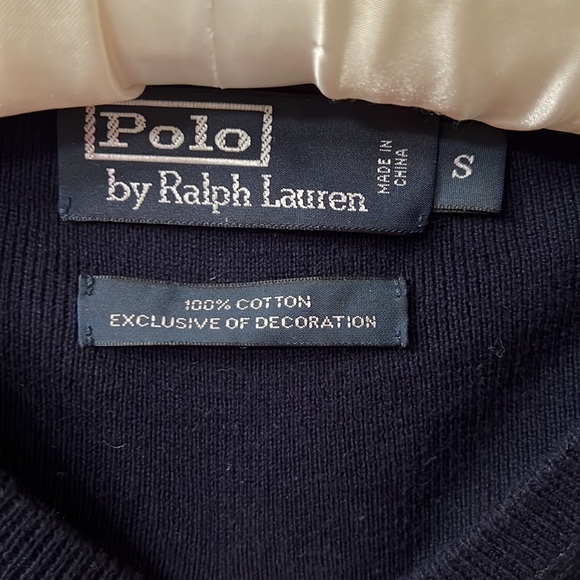 Polo
by Ralph Lauren
MADE IN
CHINA
S
100% COTTON
EXCLUSIVE OF DECORATION